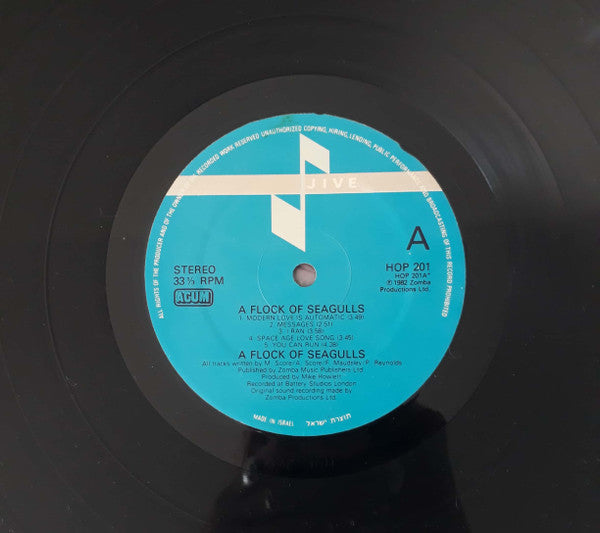 ALL RIGHTS OF THE PRODUCER AND OF THE OWNER OF THE RECORDED WORK RESERVED UNAUTHORIZED COPYING, HIRING, LENDING, PUBLIC PERFORMANCE AND BROADCASTING OF THIS RECORD PROHIBITED
JIVE
A
STEREO
33⅓ RPM
ACUM
HOP 201
HOP 201A
℗ 1982 Zomba
Productions Ltd.
A FLOCK OF SEAGULLS
1. MODERN LOVE IS AUTOMATIC (3.49)
2. MESSAGES (2.51)
3. I RAN (3.58)
4. SPACE AGE LOVE SONG (3.45)
5. YOU CAN RUN (4.38)
A FLOCK OF SEAGULLS
All tracks written by M. Score/A. Score/F. Maudsley/P. Reynolds
Published by Zomba Music Publishers Ltd.
Produced by Mike Howlett
Recorded at Battery Studios London
Original sound recording made by
Zomba Productions Ltd.
MADE IN ISRAEL תוצרת ישראל